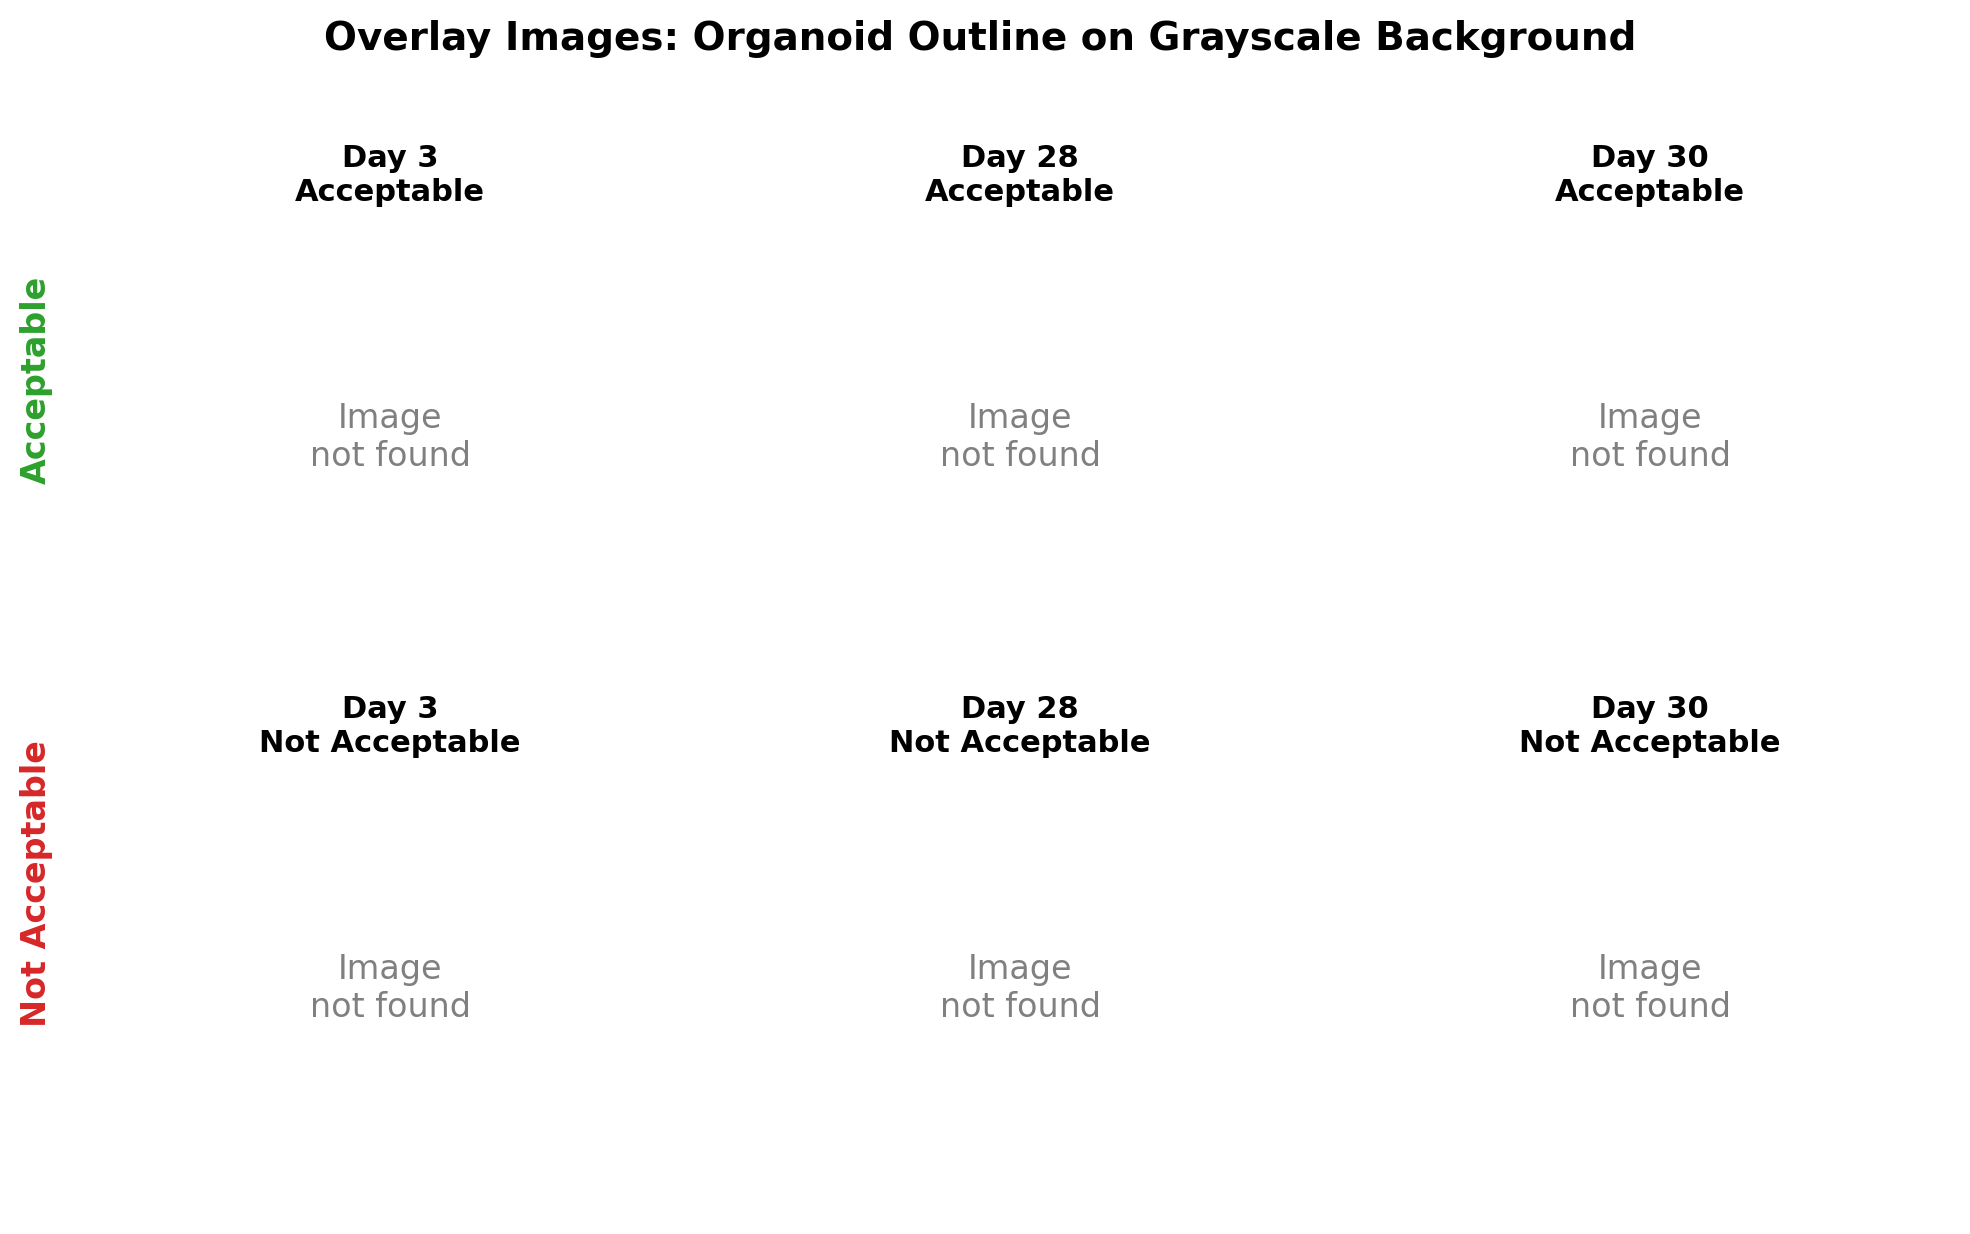 Overlay Images: Organoid Outline on Grayscale Background
Day 3
Acceptable
Day 28
Acceptable
Day 30
Acceptable
Acceptable
Image
not found
Image
not found
Image
not found
Day 3
Not Acceptable
Day 28
Not Acceptable
Day 30
Not Acceptable
Not Acceptable
Image
not found
Image
not found
Image
not found